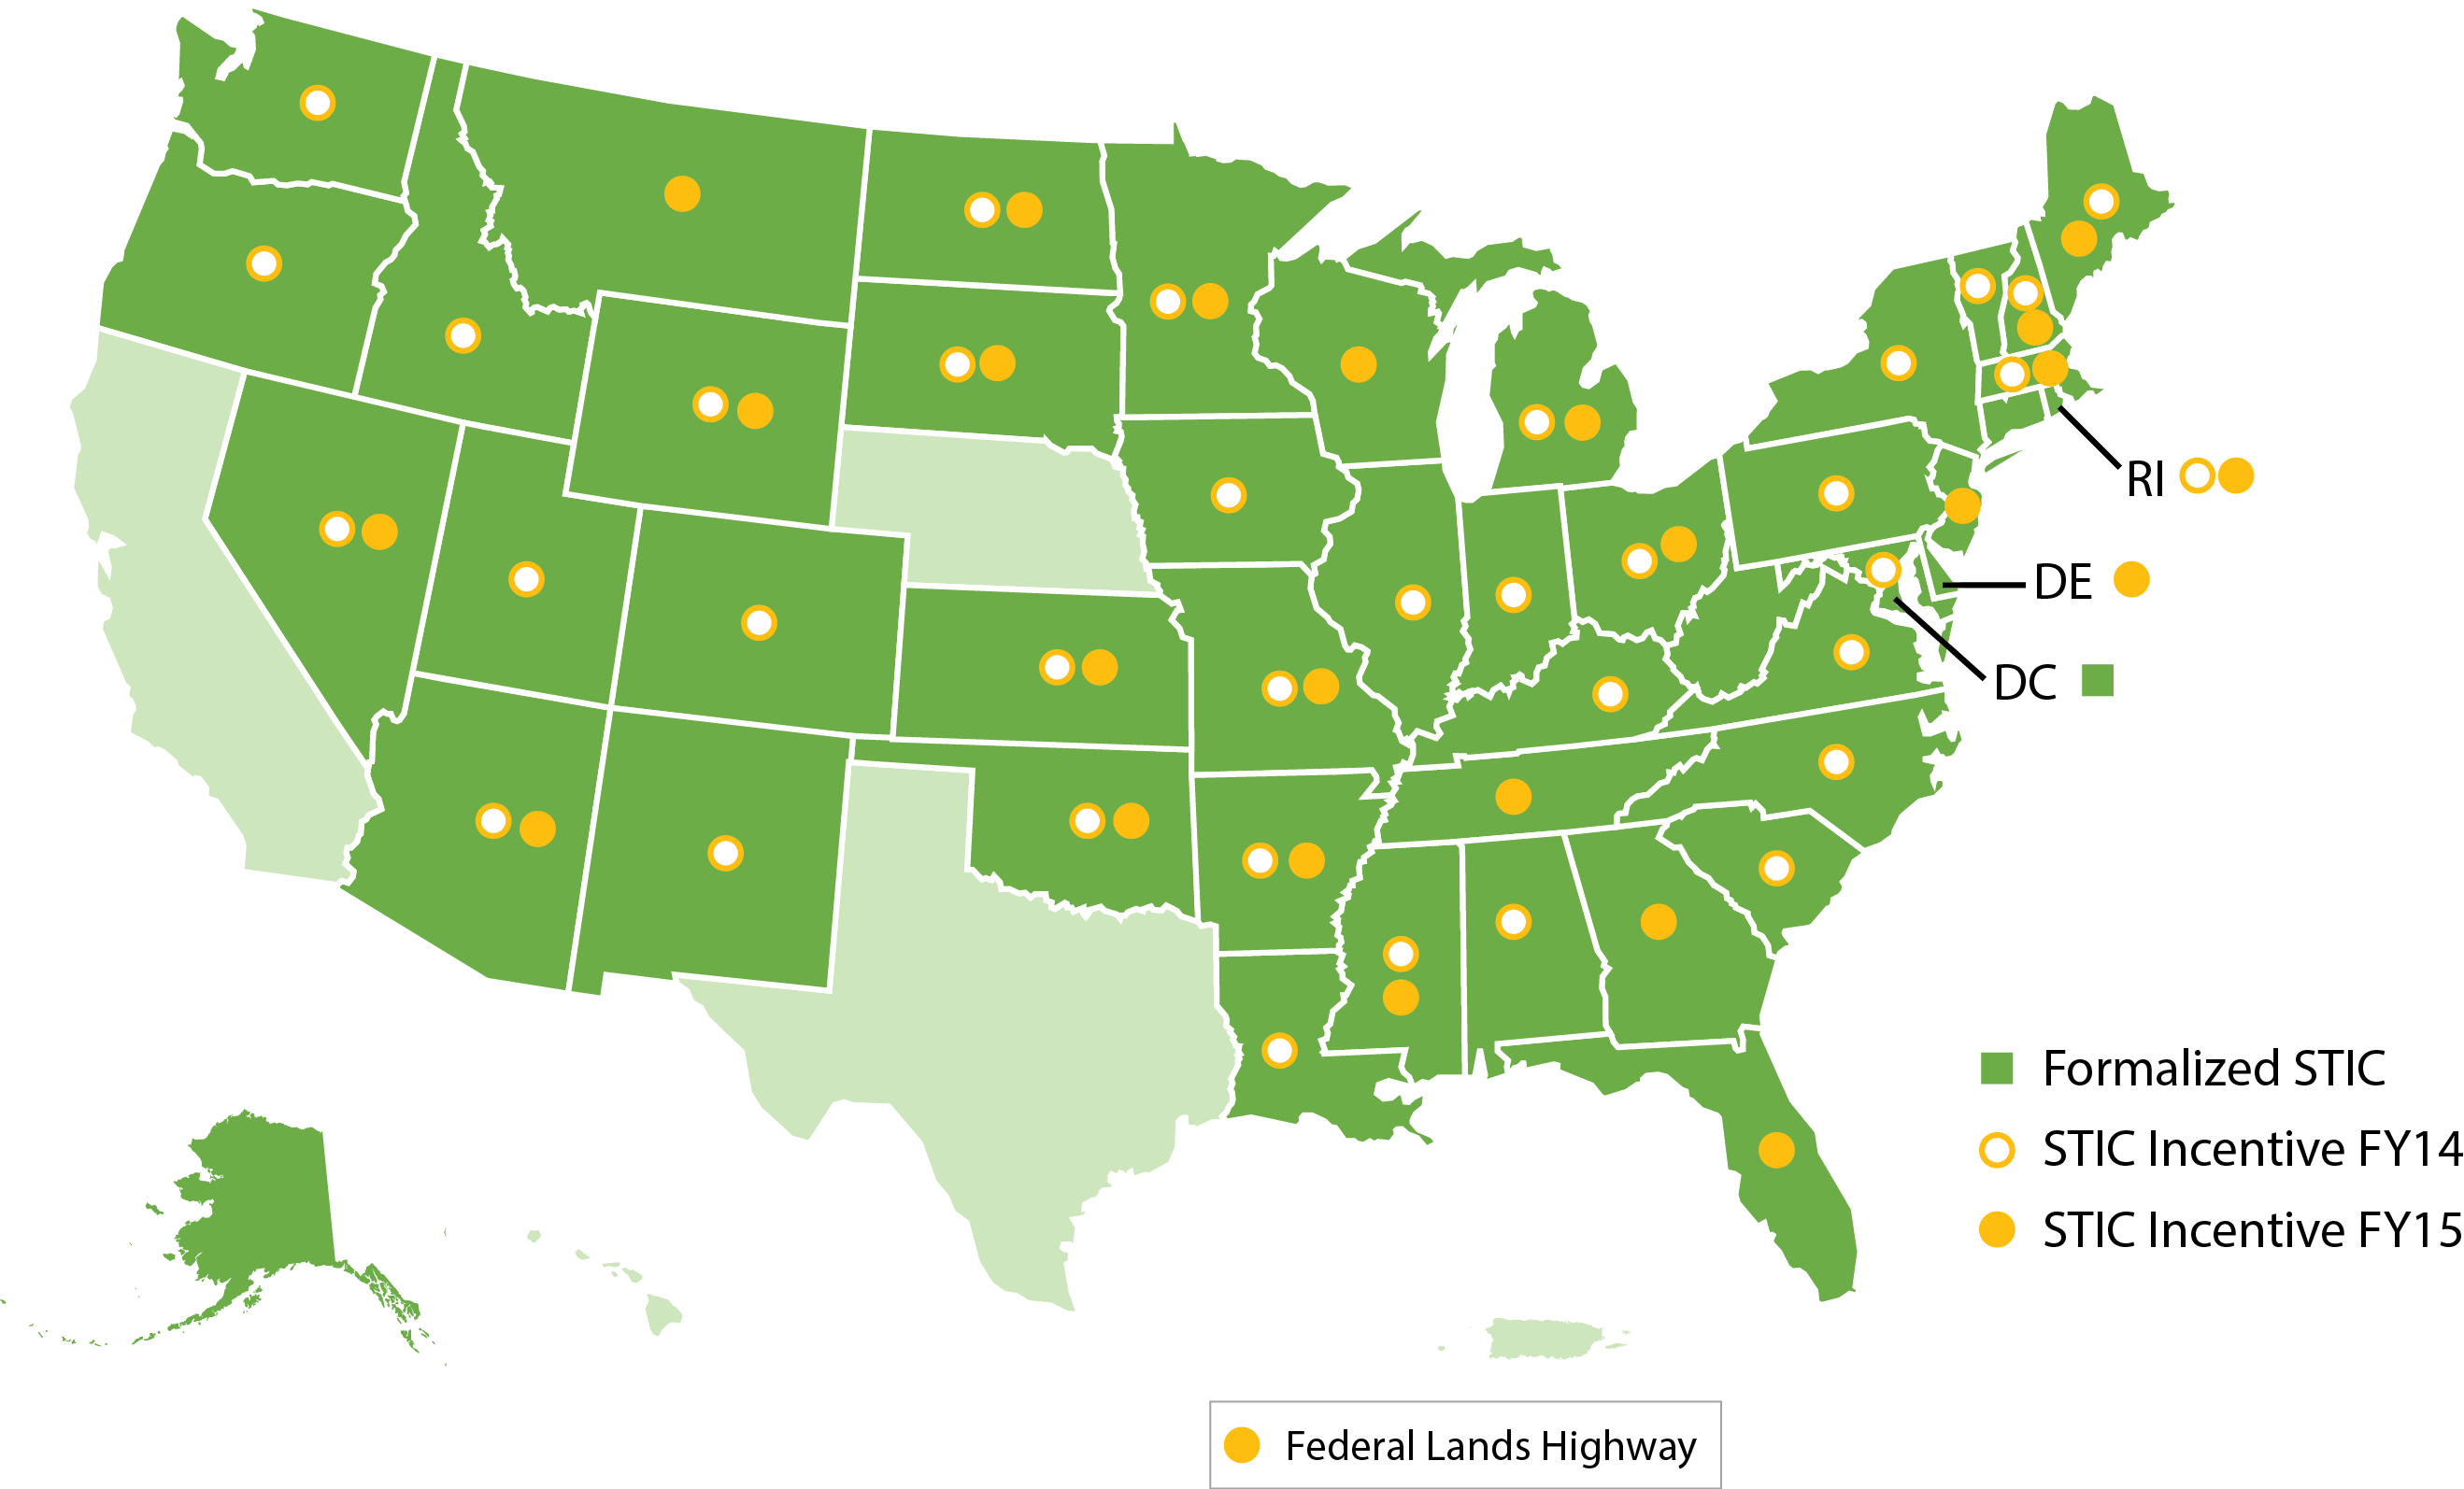 RI
DE
DC
Formalized STIC
STIC Incentive FY14
STIC Incentive FY15
Federal Lands Highway